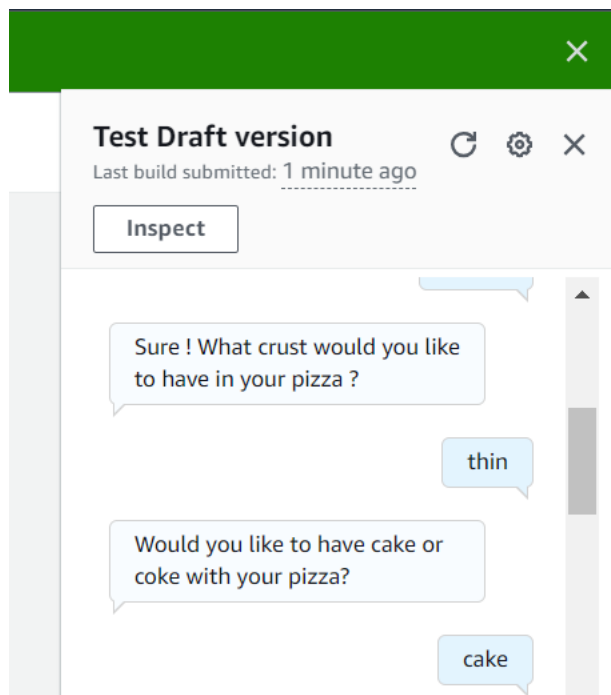 Test Draft version
Last build submitted: 1 minute ago
Inspect
Sure ! What crust would you like
to have in your pizza ?
thin
Would you like to have cake or
coke with your pizza?
cake